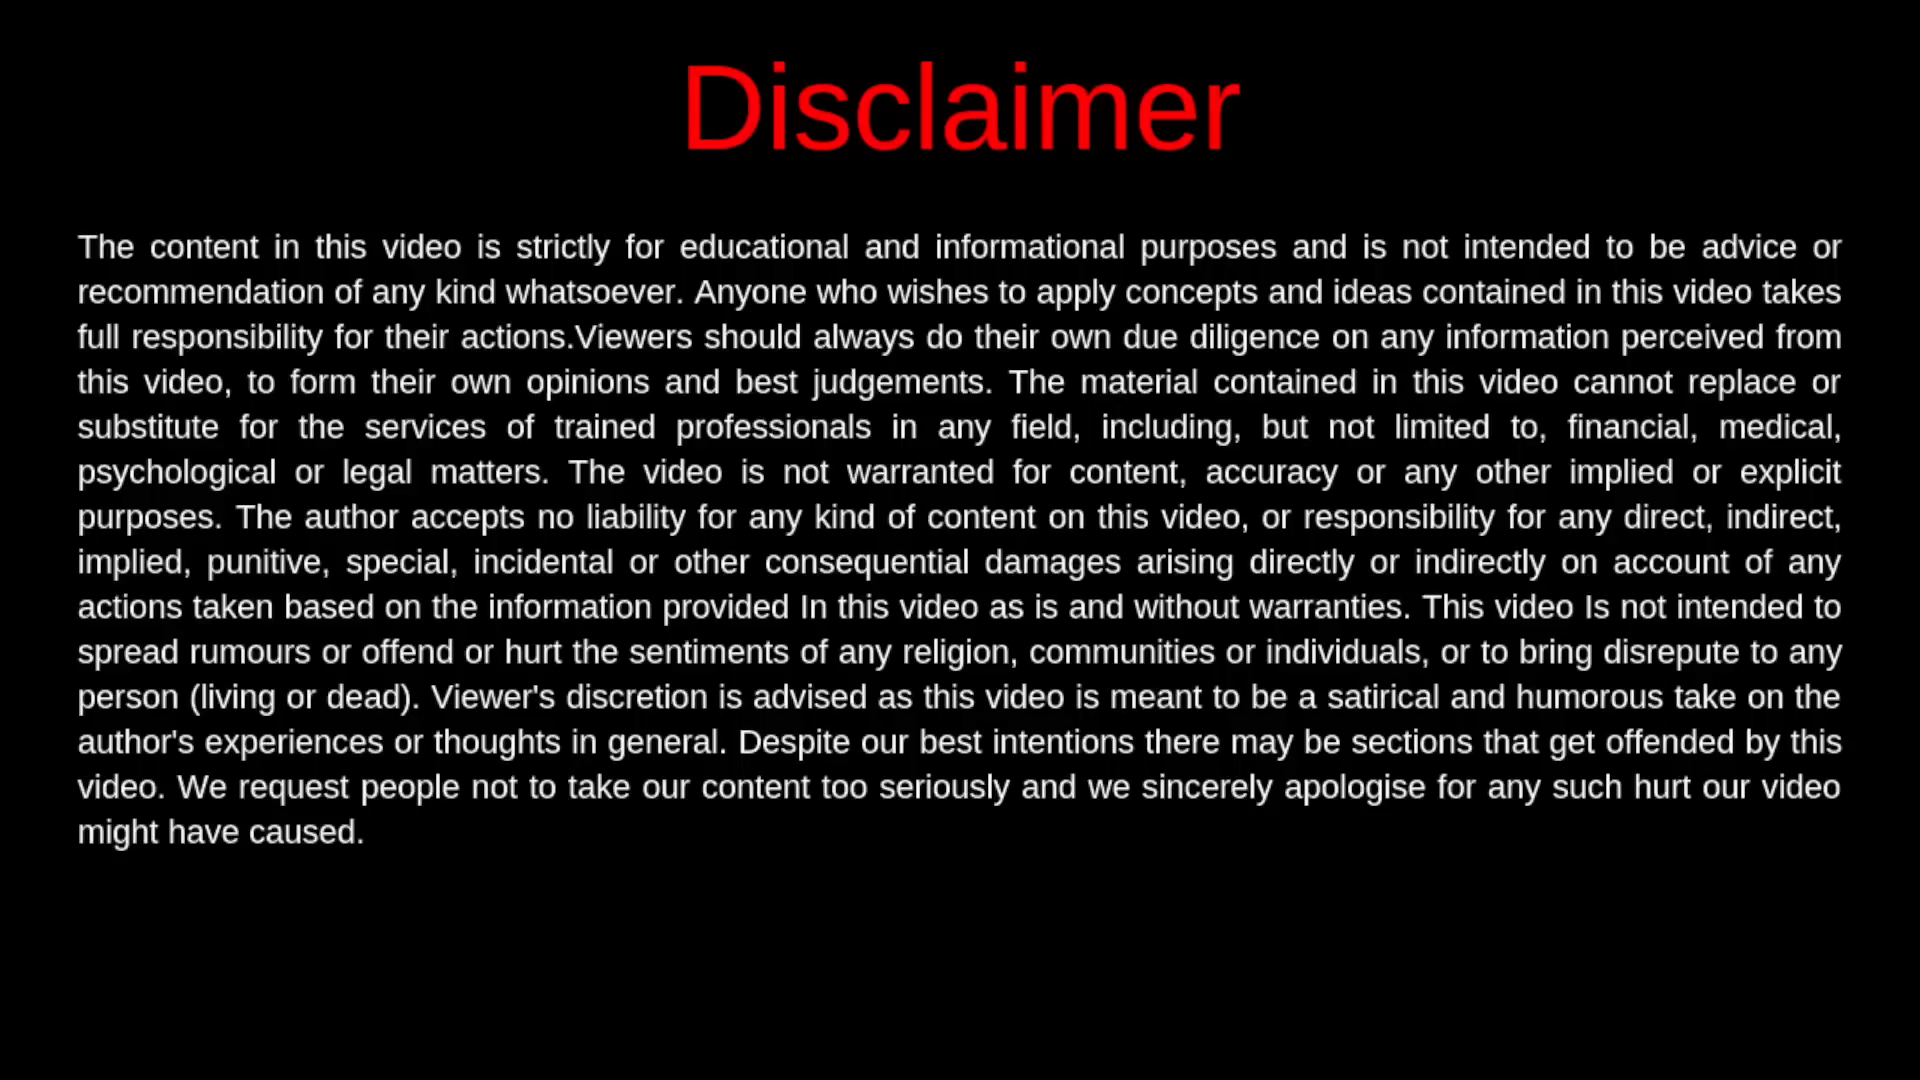 Disclaimer
The content in this video is strictly for educational and informational purposes and is not intended to be advice or
recommendation of any kind whatsoever. Anyone who wishes to apply concepts and ideas contained in this video takes
full responsibility for their actions.Viewers should always do their own due diligence on any information perceived from
this video, to form their own opinions and best judgements. The material contained in this video cannot replace or
substitute for the services of trained professionals in any field, including, but not limited to, financial, medical,
psychological or legal matters. The video is not warranted for content, accuracy or any other implied or explicit
purposes. The author accepts no liability for any kind of content on this video, or responsibility for any direct, indirect,
implied, punitive, special, incidental or other consequential damages arising directly or indirectly on account of any
actions taken based on the information provided In this video as is and without warranties. This video Is not intended to
spread rumours or offend or hurt the sentiments of any religion, communities or individuals, or to bring disrepute to any
person (living or dead). Viewer's discretion is advised as this video is meant to be a satirical and humorous take on the
author's experiences or thoughts in general. Despite our best intentions there may be sections that get offended by this
video. We request people not to take our content too seriously and we sincerely apologise for any such hurt our video
might have caused.